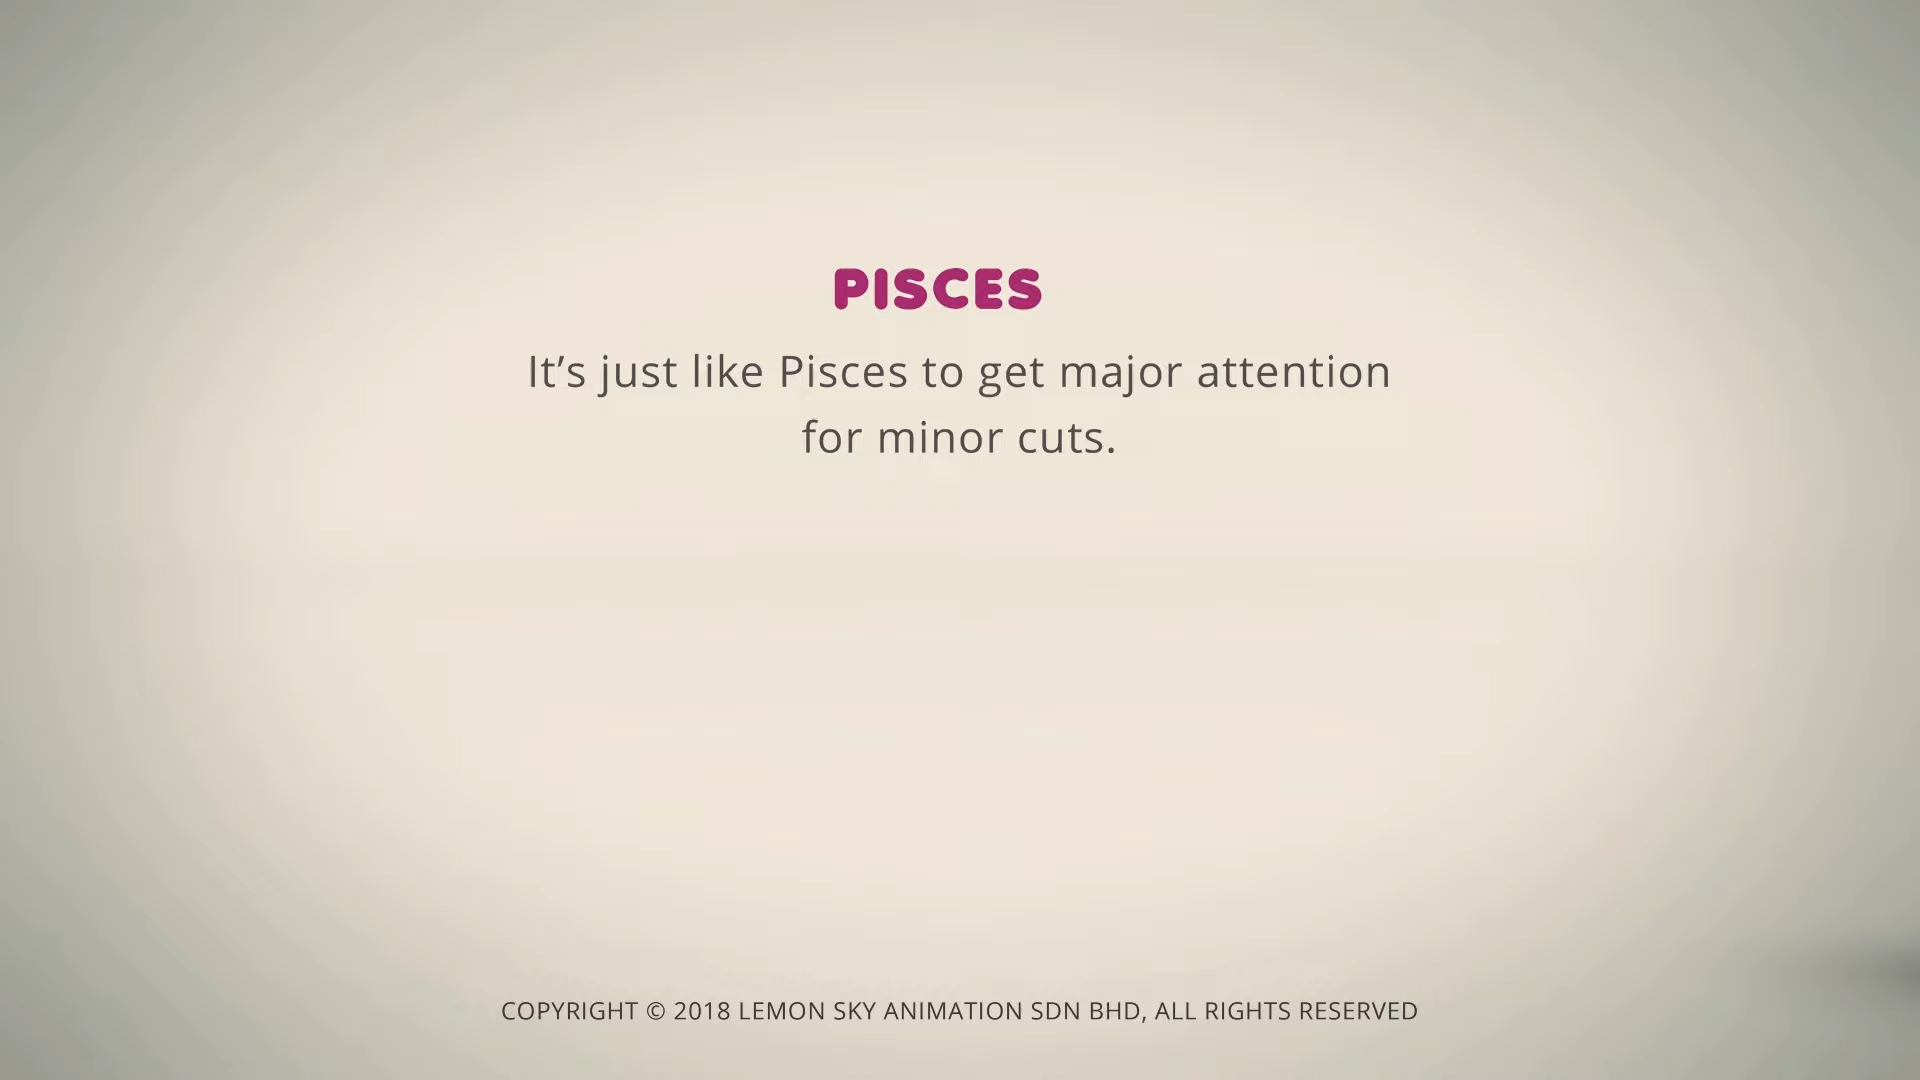 PISCES
It’s just like Pisces to get major attention
for minor cuts.
COPYRIGHT © 2018 LEMON SKY ANIMATION SDN BHD, ALL RIGHTS RESERVED